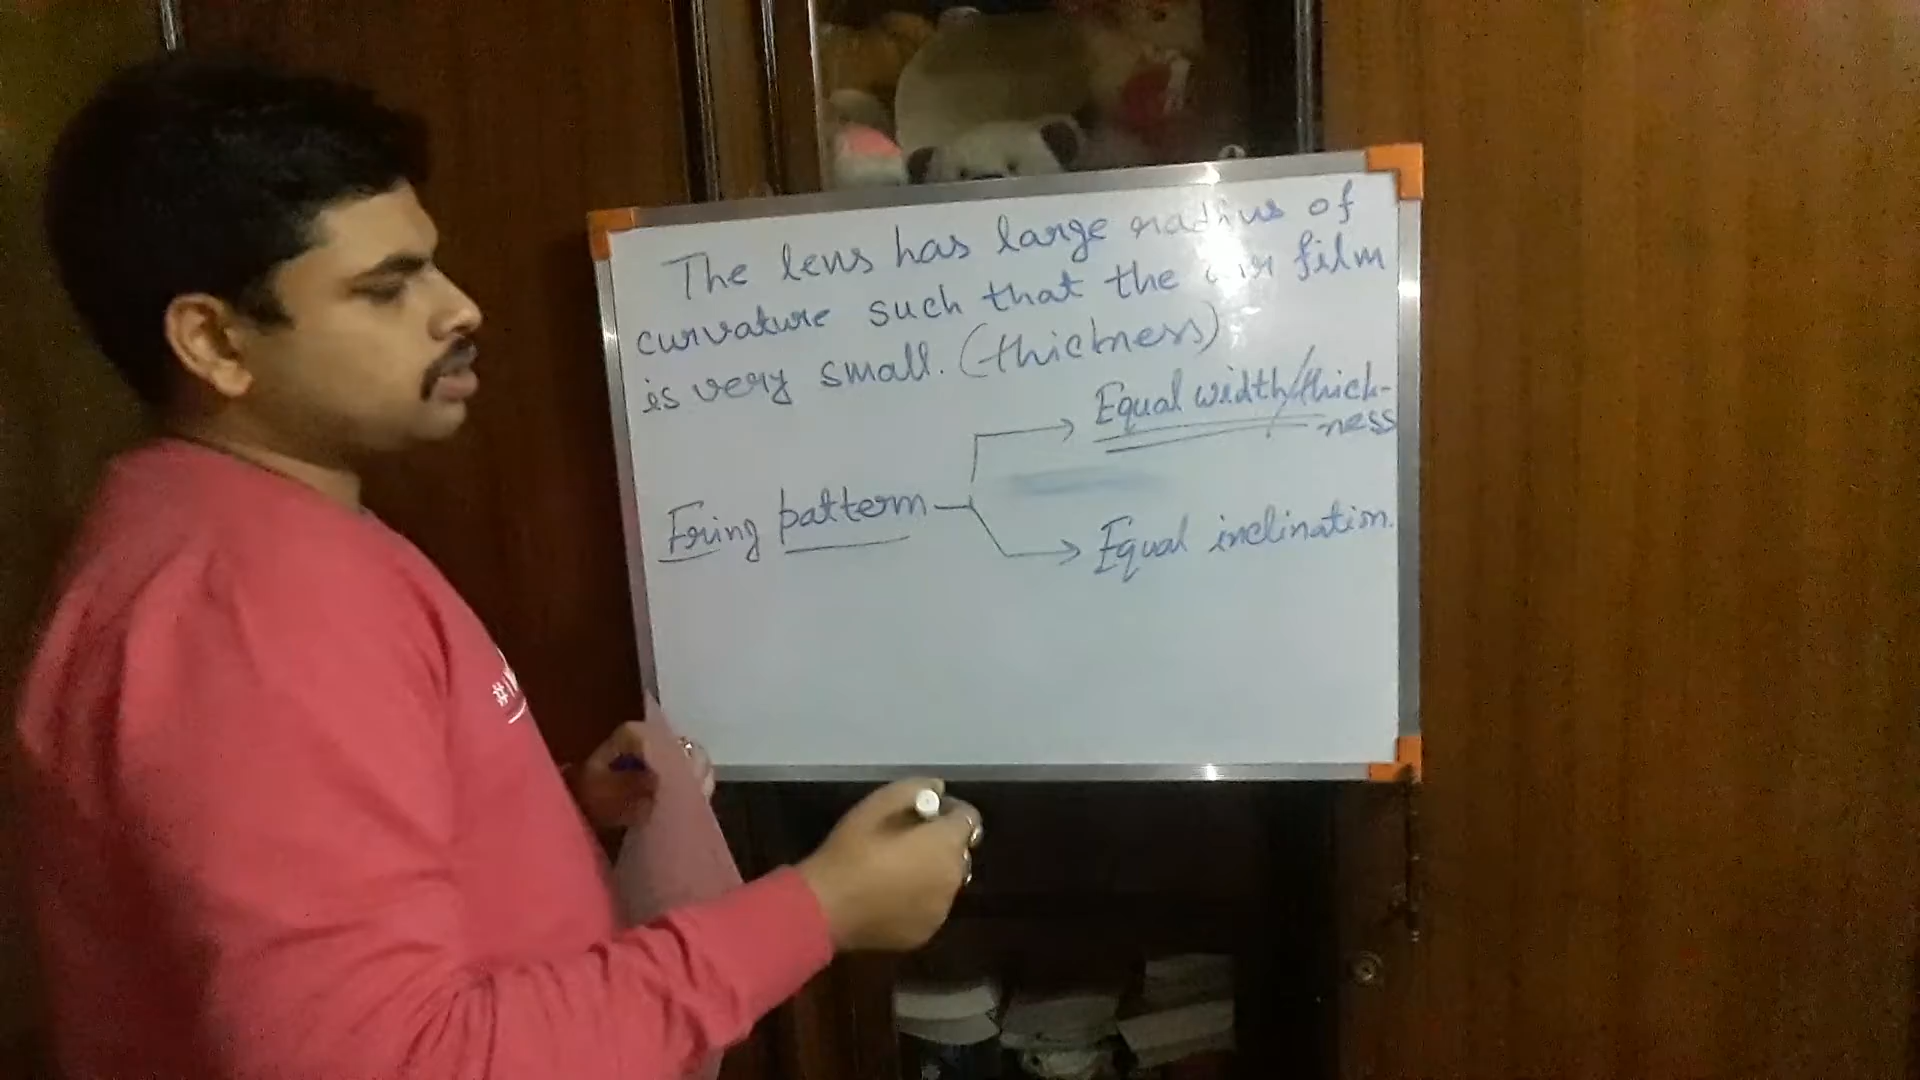 The lens has large radius of
curvature such that the air film
is very small. (thickness)
Equal width/thick-
ness
Fring pattern
Equal inclination.
#